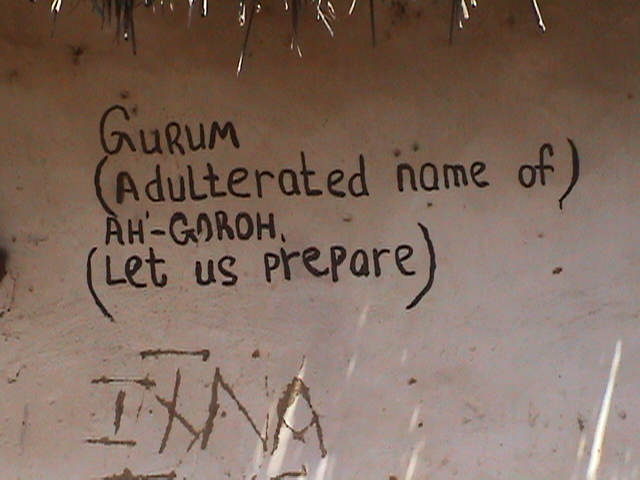 GURUM
(Adulterated name of)
AH'-GOROH.
(Let us prepare)